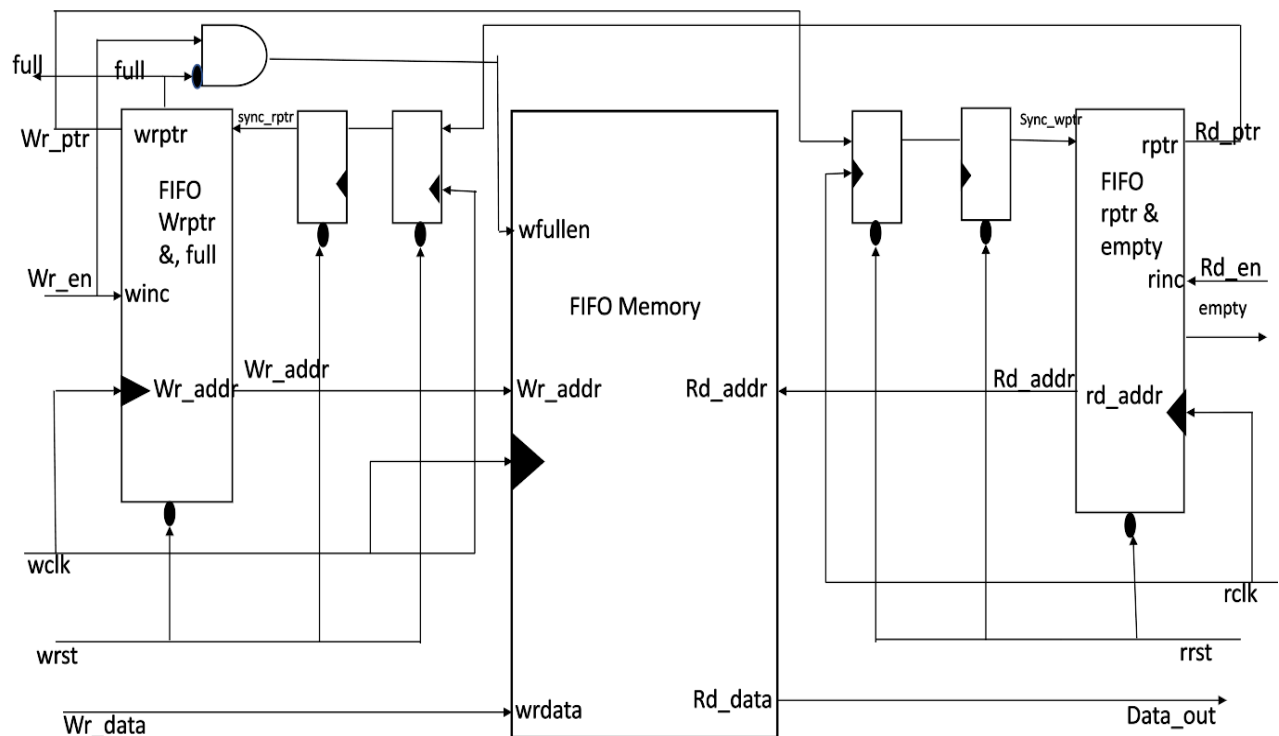 full
full
Wr_ptr
wrptr
sync_rptr
Sync_wptr
rptr
Rd_ptr
FIFO
Wrptr
&, full
FIFO
rptr &
empty
wfullen
Wr_en
winc
FIFO Memory
rinc
Rd_en
empty
Wr_addr
Wr_addr
Wr_addr
Rd_addr
Rd_addr
rd_addr
wclk
rclk
wrst
rrst
Wr_data
wrdata
Rd_data
Data_out